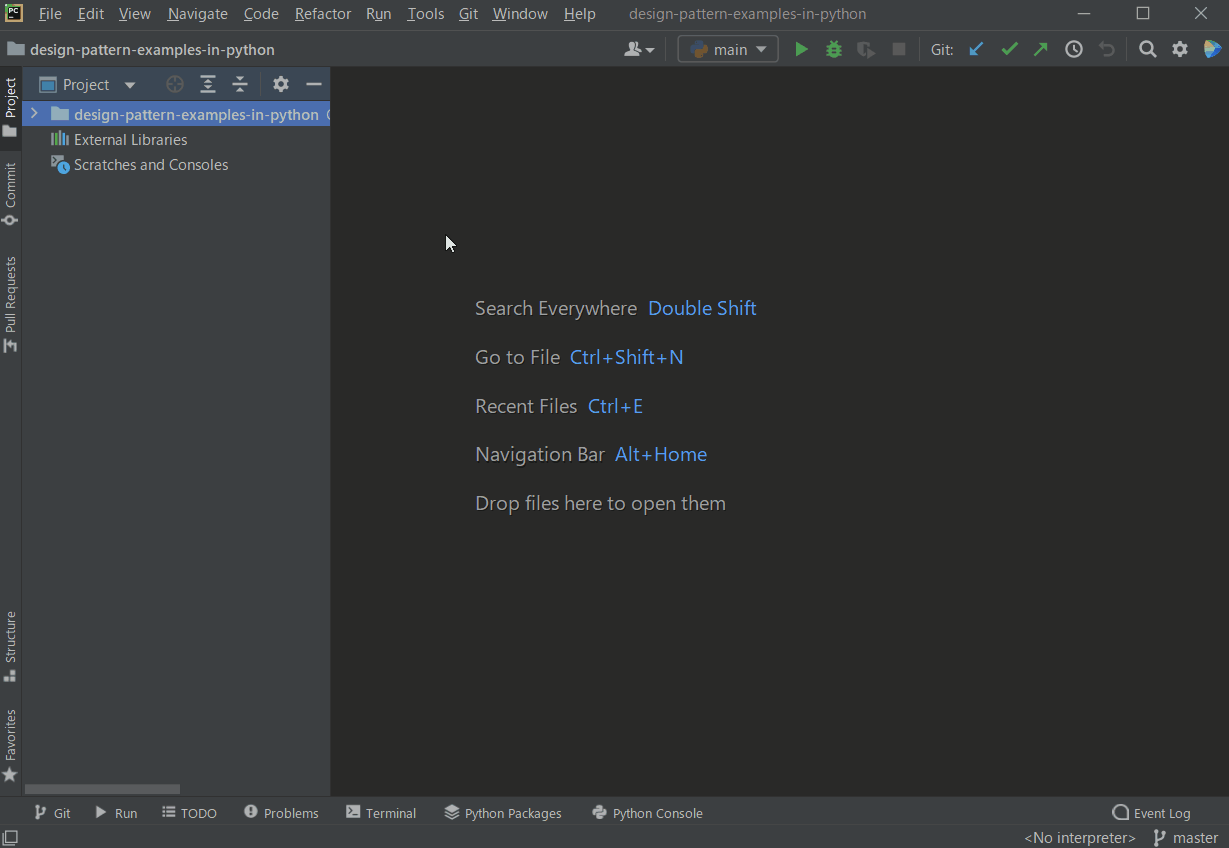 PC File Edit View Navigate Code Refactor Run Tools Git Window Help design-pattern-examples-in-python
design-pattern-examples-in-python main Git:
Project
design-pattern-examples-in-python
External Libraries
Scratches and Consoles
Project
Commit
Pull Requests
Structure
Favorites
Search Everywhere Double Shift
Go to File Ctrl+Shift+N
Recent Files Ctrl+E
Navigation Bar Alt+Home
Drop files here to open them
Git Run TODO Problems Terminal Python Packages Python Console Event Log
<No interpreter> master